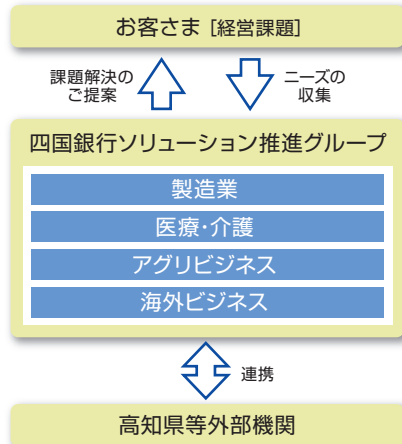 お客さま [経営課題]
課題解決の
ご提案
ニーズの
収集
四国銀行ソリューション推進グループ
製造業
医療・介護
アグリビジネス
海外ビジネス
連携
高知県等外部機関